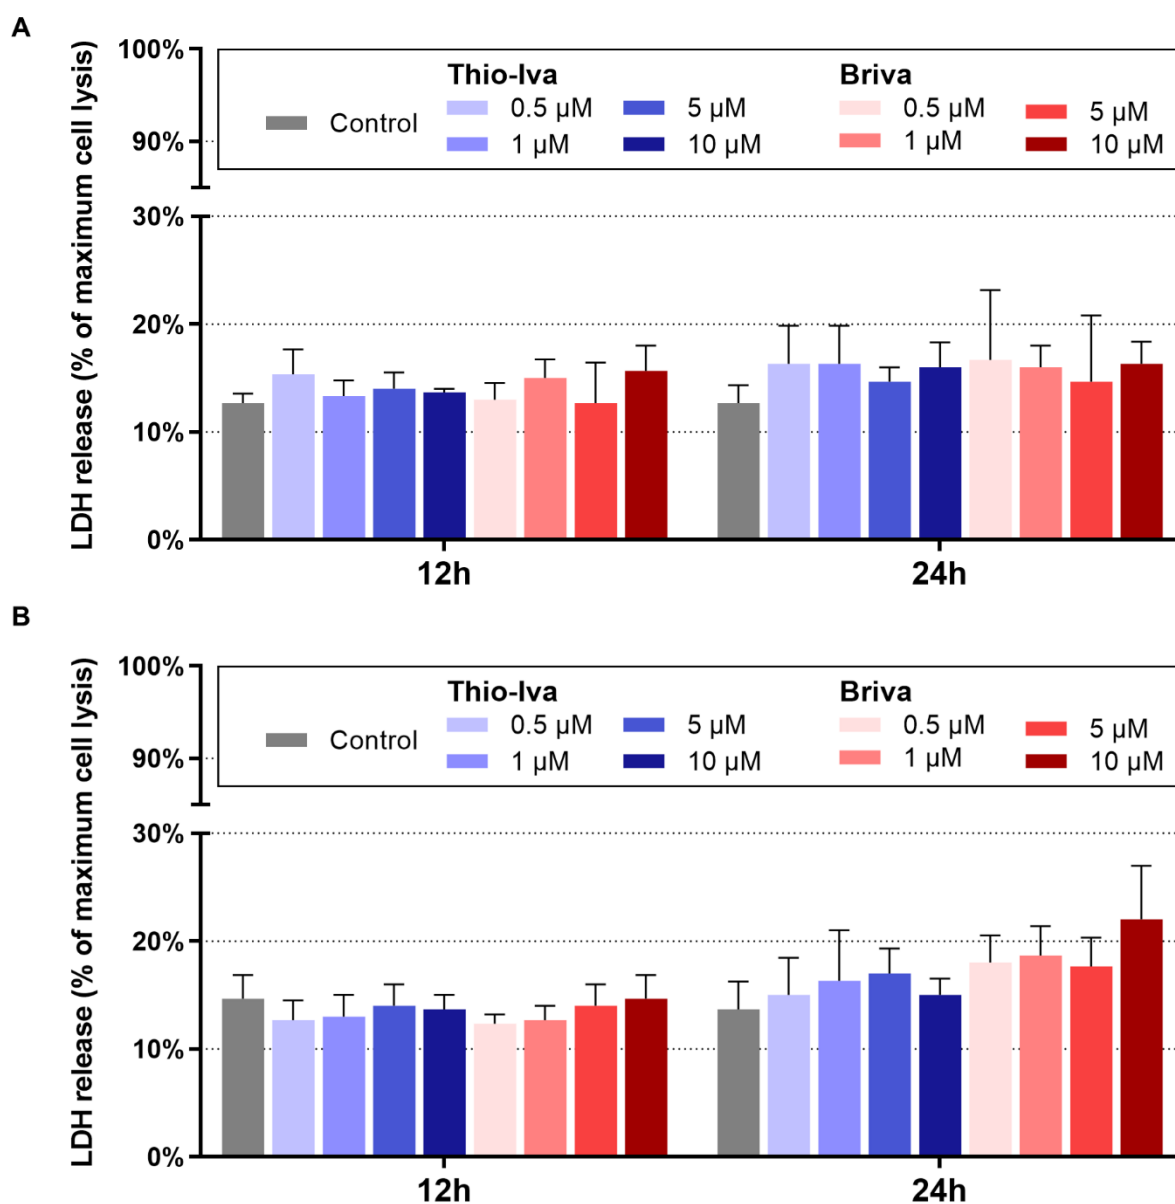 A
LDH release (% of maximum cell lysis)
100%
90%
30%
20%
10%
0%
Thio-Iva
Briva
Control
0.5 µM
5 µM
0.5 µM
5 µM
1 µM
10 µM
1 µM
10 µM
12h
24h
B
LDH release (% of maximum cell lysis)
100%
90%
30%
20%
10%
0%
Thio-Iva
Briva
Control
0.5 µM
5 µM
0.5 µM
5 µM
1 µM
10 µM
1 µM
10 µM
12h
24h